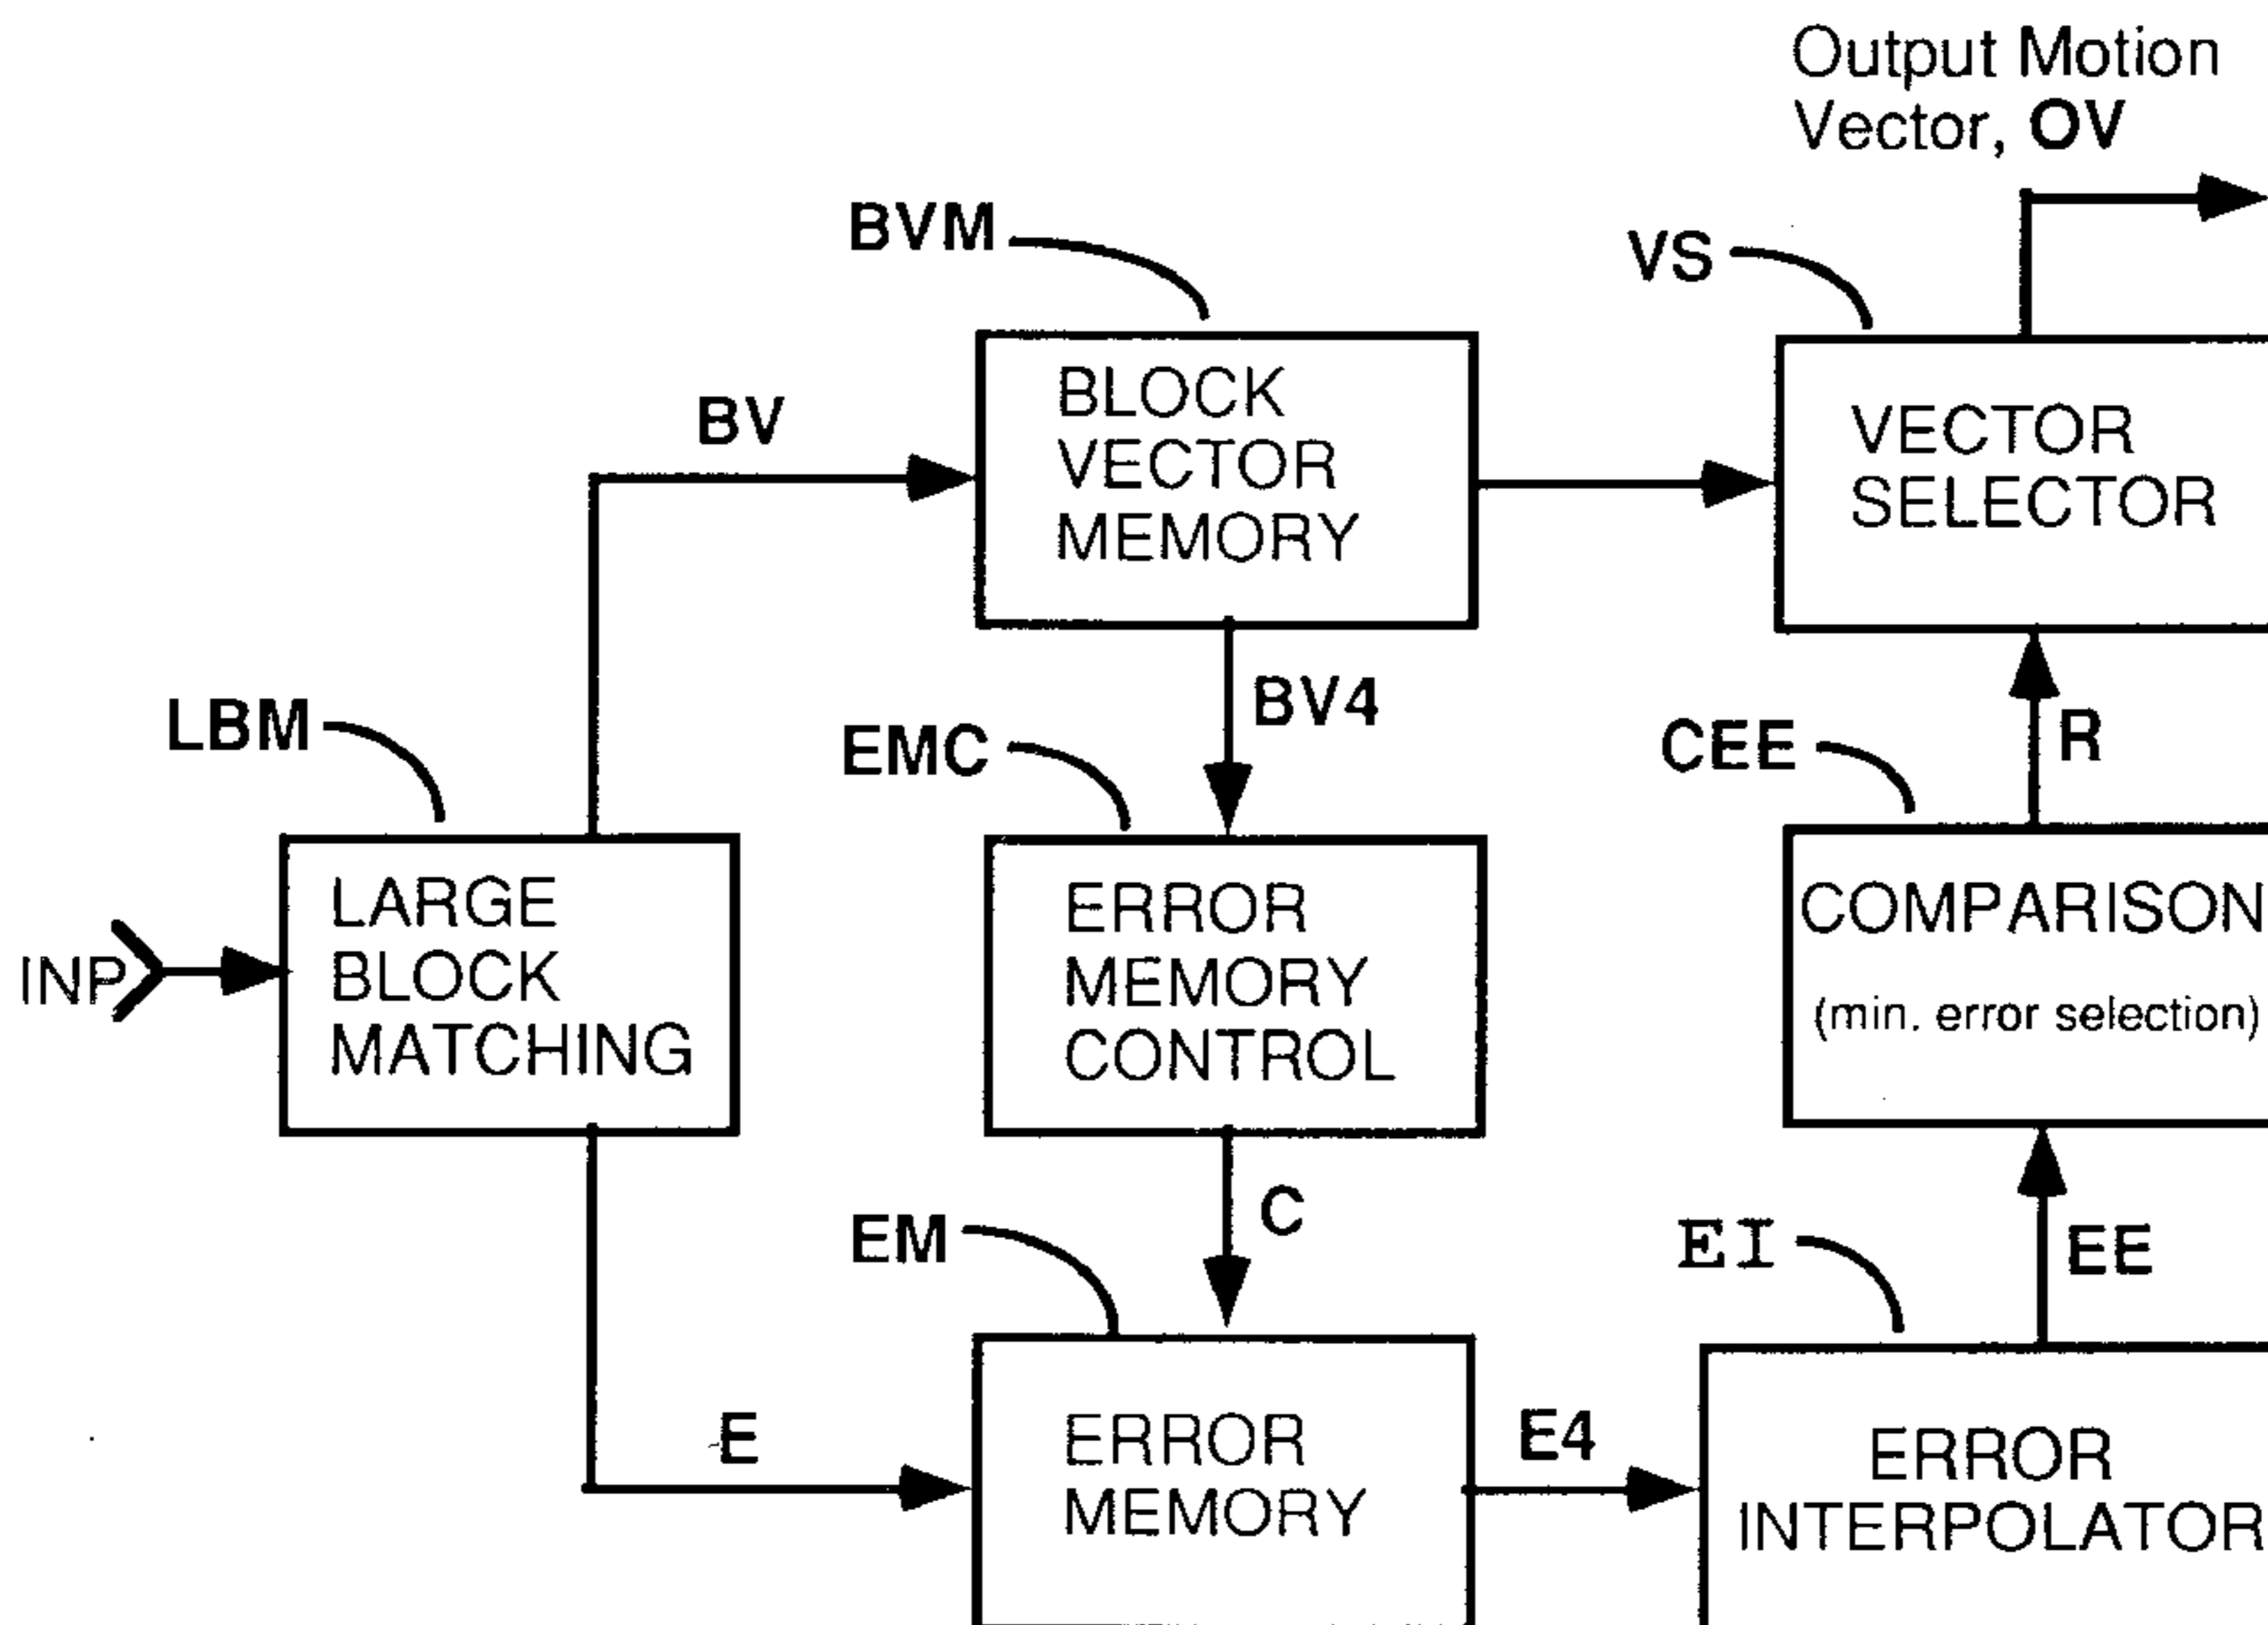 Output Motion
Vector, OV
BVM
VS
BLOCK
VECTOR
MEMORY
VECTOR
SELECTOR
BV
LBM
BV4
EMC
CEE
R
LARGE
BLOCK
MATCHING
INP
ERROR
MEMORY
CONTROL
COMPARISON
(min. error selection)
EM
C
EI
EE
E
ERROR
MEMORY
E4
ERROR
INTERPOLATOR